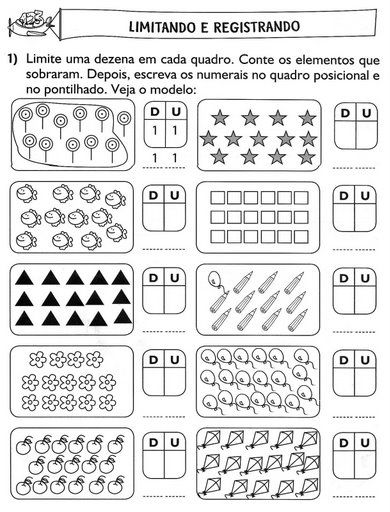 LIMITANDO E REGISTRANDO
1) Limite uma dezena em cada quadro. Conte os elementos que
sobraram. Depois, escreva os numerais no quadro posicional e
no pontilhado. Veja o modelo:
D U
1 1
1 1
D U
D U
D U
D U
D U
D U
D U
D U
D U